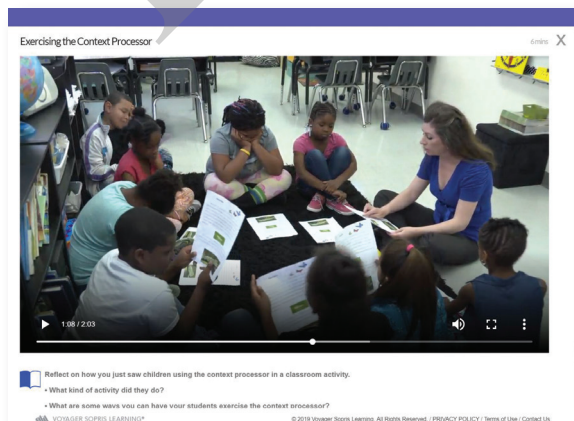 Exercising the Context Processor
6 mins X
1:08 / 2:03
Reflect on how you just saw children using the context processor in a classroom activity.
• What kind of activity did they do?
• What are some ways you can have your students exercise the context processor?
VOYAGER SOPRIS LEARNING®
© 2019 Voyager Sopris Learning. All Rights Reserved. / PRIVACY POLICY / Terms of Use / Contact Us